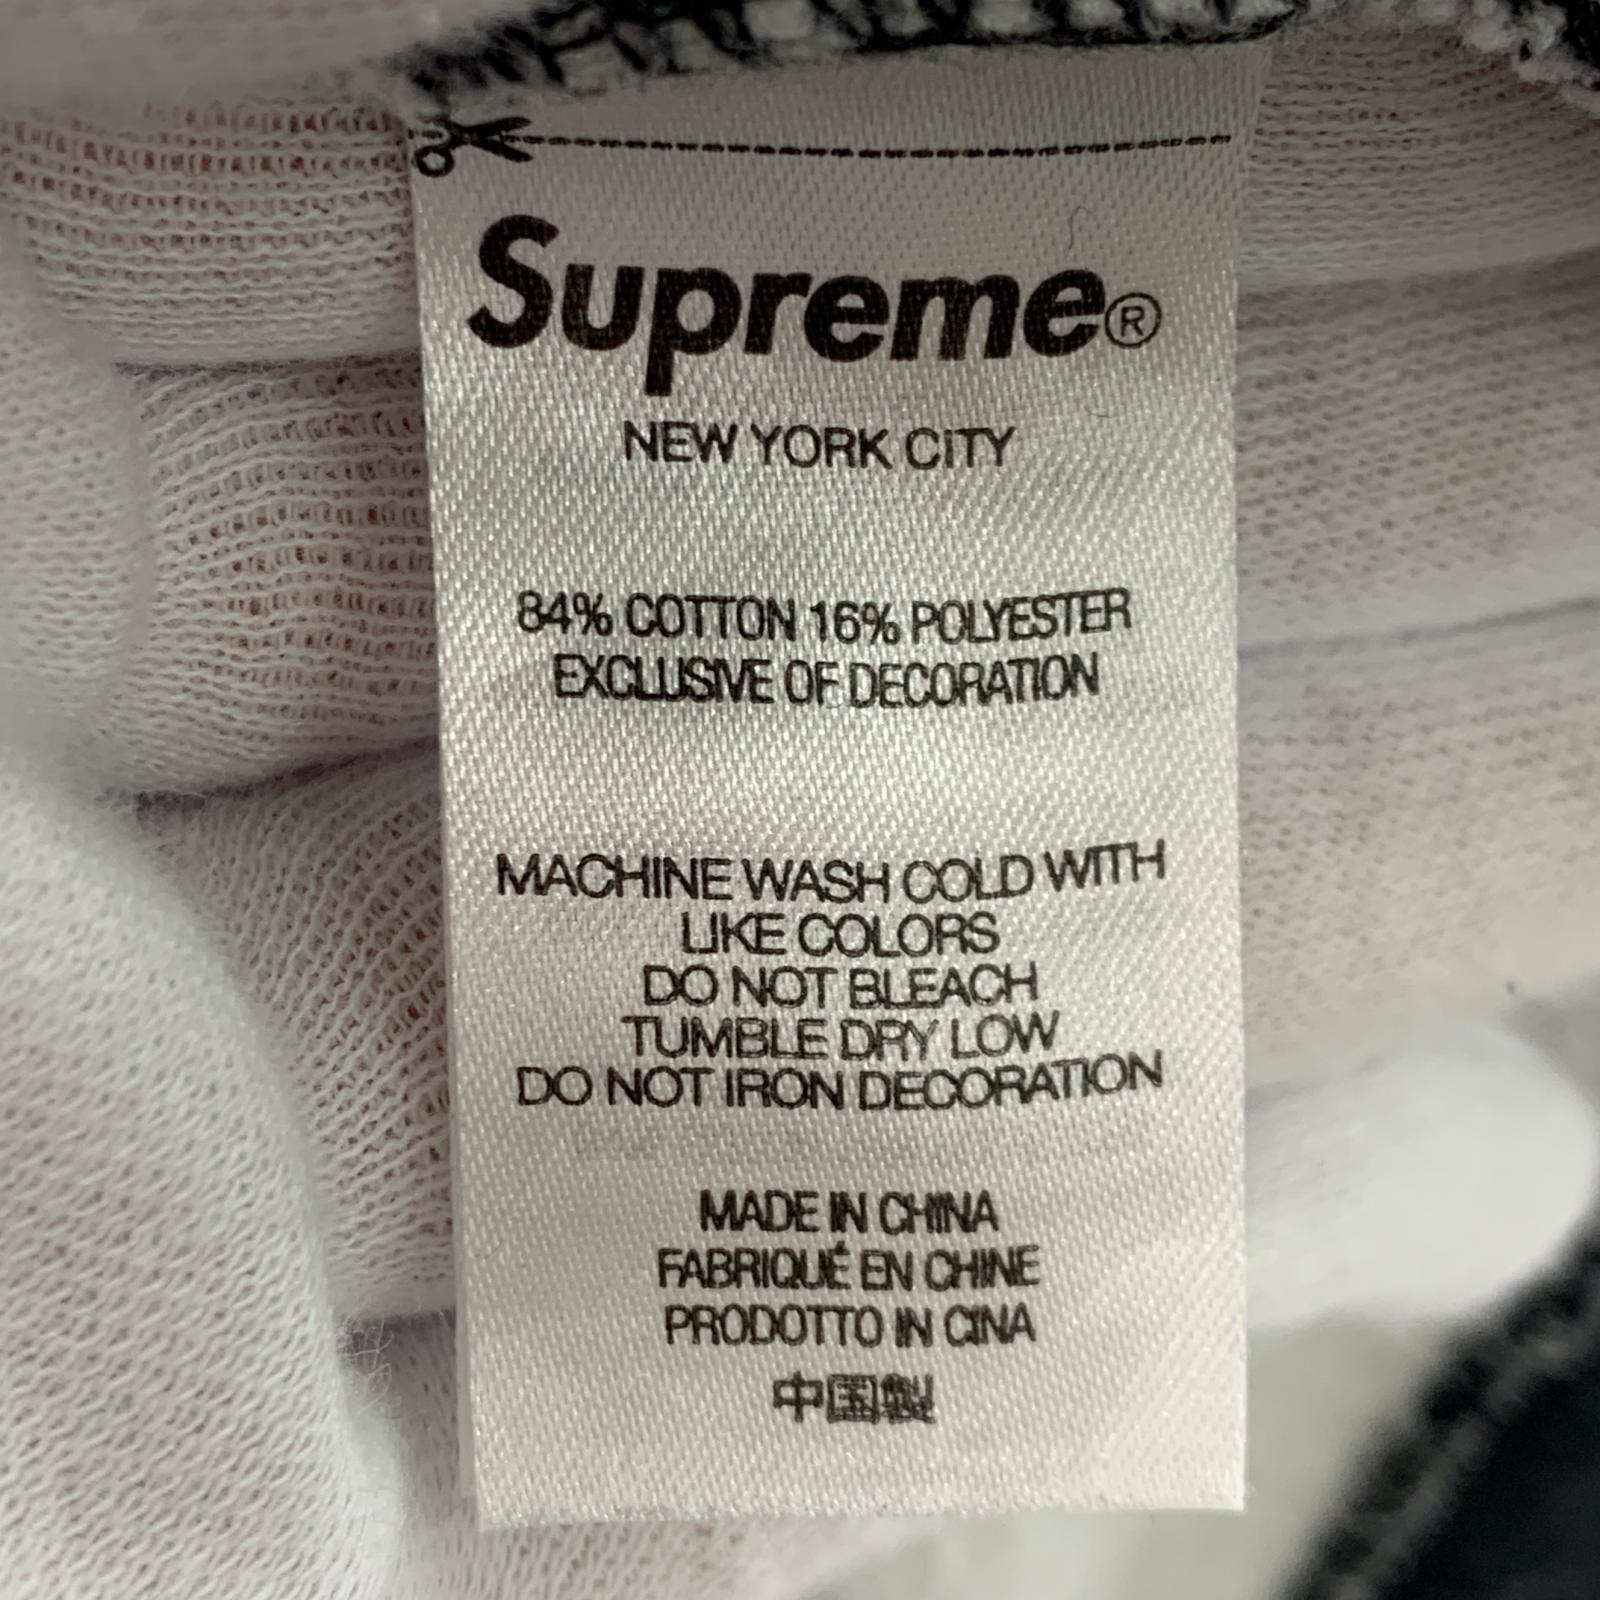 Supreme®
NEW YORK CITY
84% COTTON 16% POLYESTER
EXCLUSIVE OF DECORATION
MACHINE WASH COLD WITH
LIKE COLORS
DO NOT BLEACH
TUMBLE DRY LOW
DO NOT IRON DECORATION
MADE IN CHINA
FABRIQUÉ EN CHINE
PRODOTTO IN CINA
中国製